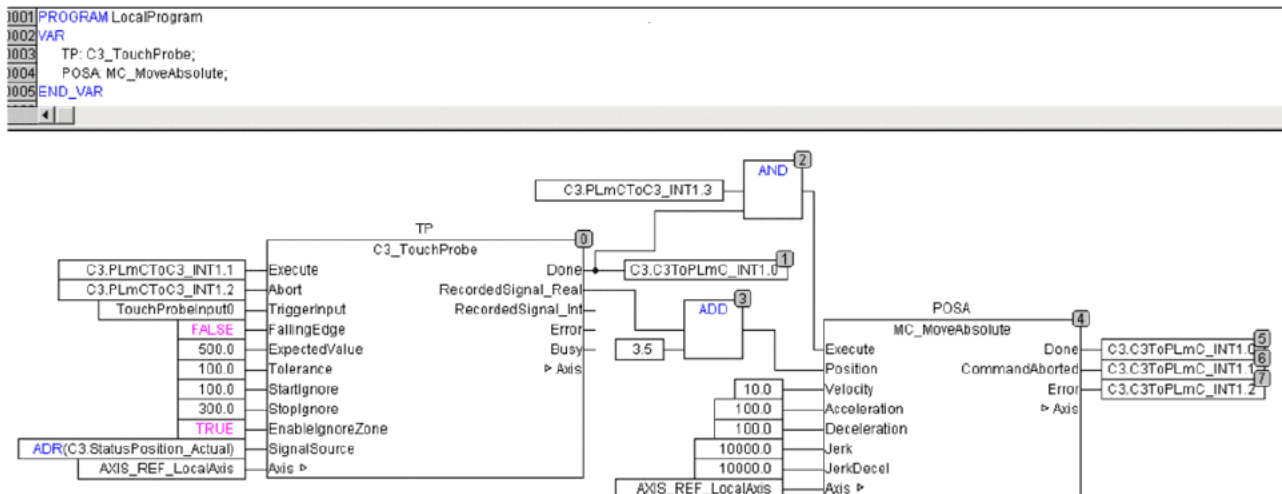 0001 PROGRAM LocalProgram
0002 VAR
0003 TP: C3_TouchProbe;
0004 POSA: MC_MoveAbsolute;
0005 END_VAR
AND 2
C3.PLmCToC3_INT1.3
TP
C3_TouchProbe 0
C3.PLmCToC3_INT1.1 Execute Done C3.C3ToPLmC_INT1.0 1
C3.PLmCToC3_INT1.2 Abort RecordedSignal_Real
TouchProbeInput0 TriggerInput RecordedSignal_Int
FALSE FallingEdge Error
500.0 ExpectedValue Busy
100.0 Tolerance Axis
100.0 StartIgnore
300.0 StopIgnore
TRUE EnableIgnoreZone
ADR(C3.StatusPosition_Actual) SignalSource
AXIS_REF_LocalAxis Axis
ADD 3
3.5
POSA
MC_MoveAbsolute 4
Execute Done C3.C3ToPLmC_INT1.0 5
Position CommandAborted C3.C3ToPLmC_INT1.1 6
10.0 Velocity Error C3.C3ToPLmC_INT1.2 7
100.0 Acceleration Axis
100.0 Deceleration
10000.0 Jerk
10000.0 JerkDecel
AXIS_REF_LocalAxis Axis